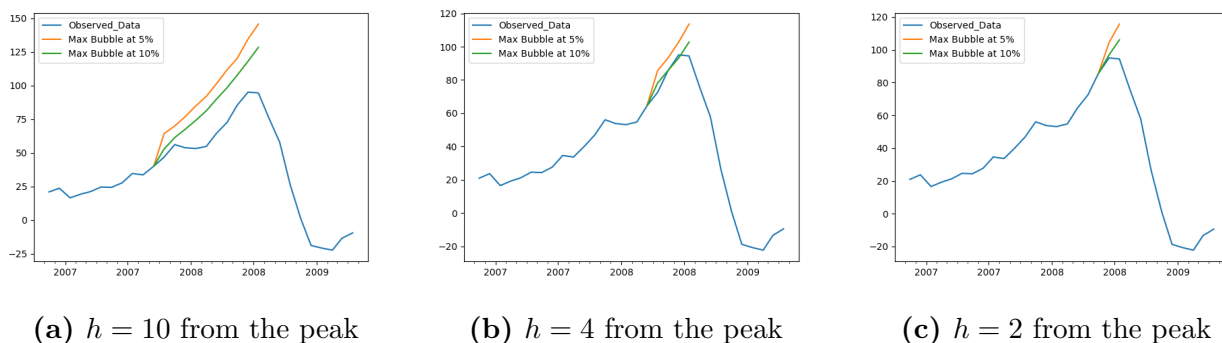 150
125
100
75
50
25
0
−25
Observed_Data
Max Bubble at 5%
Max Bubble at 10%
2007 2007 2008 2008 2009
(a) h = 10 from the peak
120
100
80
60
40
20
0
−20
Observed_Data
Max Bubble at 5%
Max Bubble at 10%
2007 2007 2008 2008 2009
(b) h = 4 from the peak
120
100
80
60
40
20
0
−20
Observed_Data
Max Bubble at 5%
Max Bubble at 10%
2007 2007 2008 2008 2009
(c) h = 2 from the peak